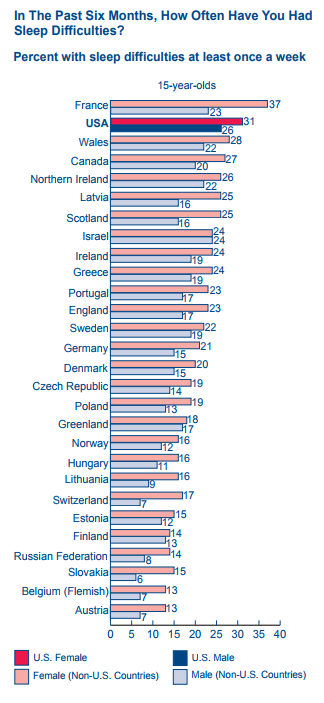 In The Past Six Months, How Often Have You Had
Sleep Difficulties?
Percent with sleep difficulties at least once a week
15-year-olds
France 37
23
USA 31
26
Wales 28
22
Canada 27
20
Northern Ireland 26
22
Latvia 25
16
Scotland 25
16
Israel 24
24
Ireland 24
19
Greece 24
19
Portugal 23
17
England 23
17
Sweden 22
19
Germany 21
15
Denmark 20
15
Czech Republic 19
14
Poland 19
13
Greenland 18
17
Norway 16
12
Hungary 16
11
Lithuania 16
9
Switzerland 17
7
Estonia 15
12
Finland 14
13
Russian Federation 14
8
Slovakia 15
6
Belgium (Flemish) 13
7
Austria 13
7
0 5 10 15 20 25 30 35 40
U.S. Female U.S. Male
Female (Non-U.S. Countries) Male (Non-U.S. Countries)